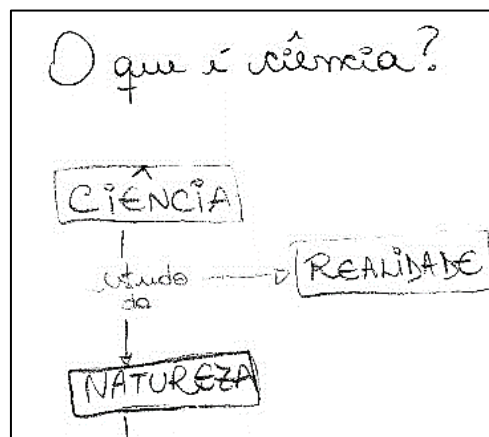 O que é ciência?
CIÊNCIA
estudo
da
REALIDADE
NATUREZA